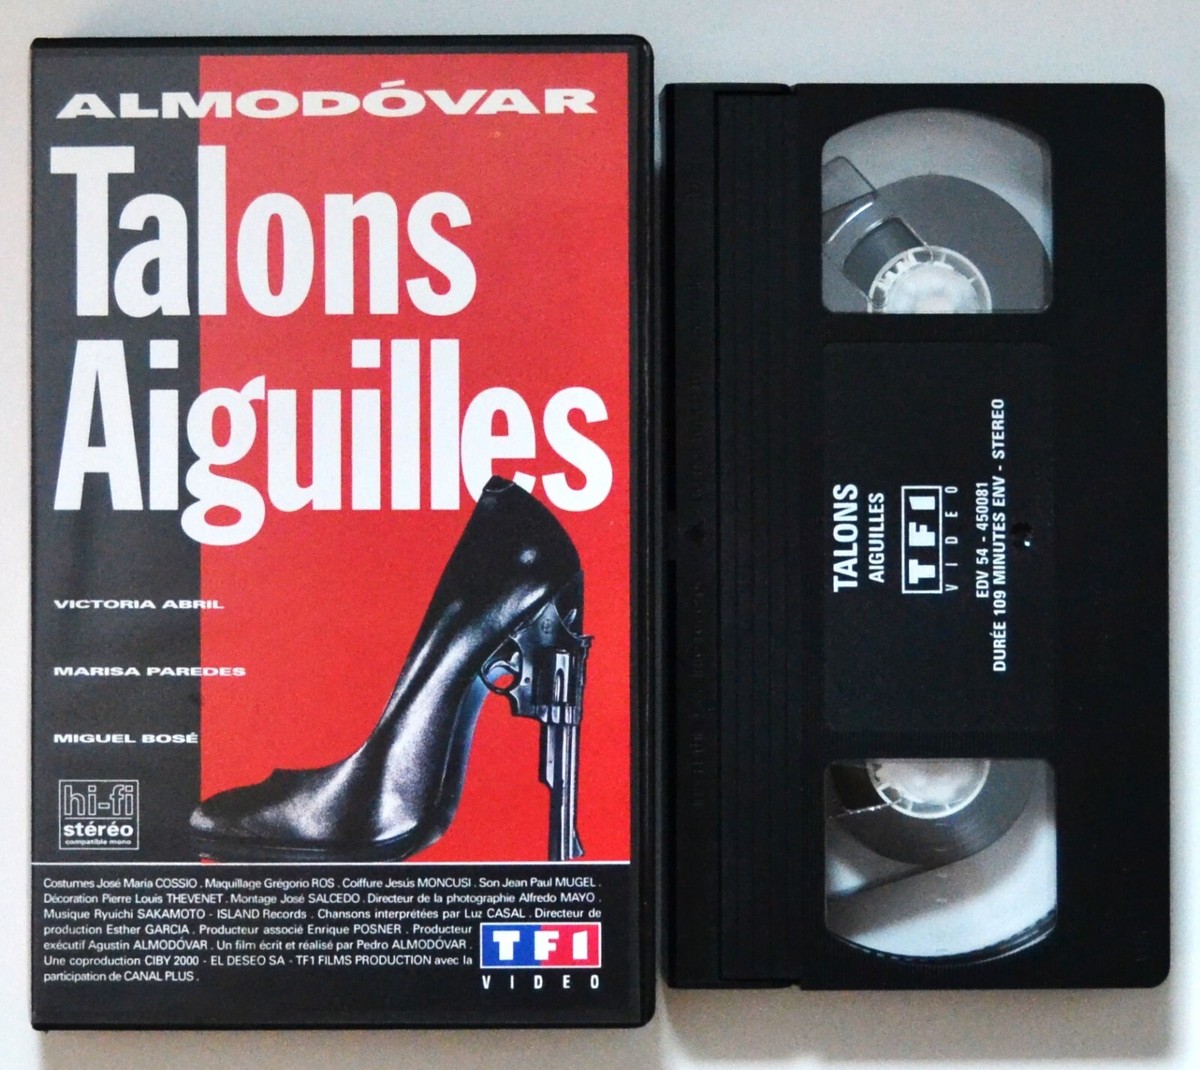 ALMODÓVAR
Talons
Aiguilles
VICTORIA ABRIL
MARISA PAREDES
MIGUEL BOSÉ
hi-fi
stéréo
compatible mono
Costumes José Maria COSSIO . Maquillage Grégorio ROS . Coiffure Jesús MONCUSI . Son Jean Paul MUGEL .
Décoration Pierre Louis THEVENET . Montage José SALCEDO . Directeur de la photographie Alfredo MAYO .
Musique Ryuichi SAKAMOTO - ISLAND Records . Chansons interprétées par Luz CASAL . Directeur de
production Esther GARCIA . Producteur associé Enrique POSNER . Producteur
exécutif Agustin ALMODÓVAR . Un film écrit et réalisé par Pedro ALMODÓVAR .
Une coproduction CIBY 2000 - EL DESEO SA - TF1 FILMS PRODUCTION avec la
participation de CANAL PLUS .
TF1
VIDEO
TALONS
AIGUILLES
TF1
VIDEO
EDV 54 - 450081
DURÉE 109 MINUTES ENV - STEREO